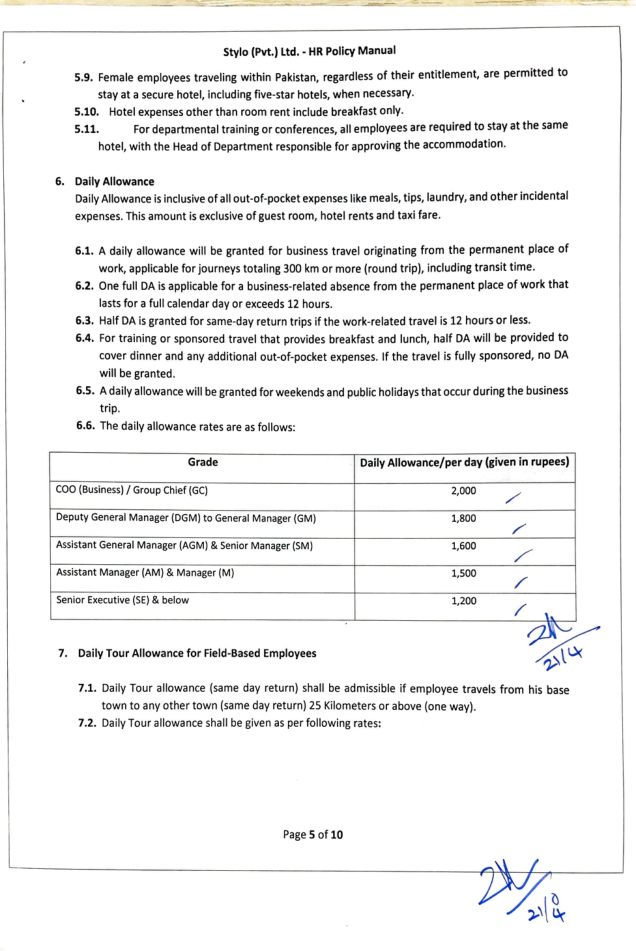 Stylo (Pvt.) Ltd. - HR Policy Manual
5.9. Female employees traveling within Pakistan, regardless of their entitlement, are permitted to
stay at a secure hotel, including five-star hotels, when necessary.
5.10. Hotel expenses other than room rent include breakfast only.
5.11. For departmental training or conferences, all employees are required to stay at the same
hotel, with the Head of Department responsible for approving the accommodation.
6. Daily Allowance
Daily Allowance is inclusive of all out-of-pocket expenses like meals, tips, laundry, and other incidental
expenses. This amount is exclusive of guest room, hotel rents and taxi fare.
6.1. A daily allowance will be granted for business travel originating from the permanent place of
work, applicable for journeys totaling 300 km or more (round trip), including transit time.
6.2. One full DA is applicable for a business-related absence from the permanent place of work that
lasts for a full calendar day or exceeds 12 hours.
6.3. Half DA is granted for same-day return trips if the work-related travel is 12 hours or less.
6.4. For training or sponsored travel that provides breakfast and lunch, half DA will be provided to
cover dinner and any additional out-of-pocket expenses. If the travel is fully sponsored, no DA
will be granted.
6.5. A daily allowance will be granted for weekends and public holidays that occur during the business
trip.
6.6. The daily allowance rates are as follows:
Grade Daily Allowance/per day (given in rupees)
COO (Business) / Group Chief (GC) 2,000
Deputy General Manager (DGM) to General Manager (GM) 1,800
Assistant General Manager (AGM) & Senior Manager (SM) 1,600
Assistant Manager (AM) & Manager (M) 1,500
Senior Executive (SE) & below 1,200
21/4
7. Daily Tour Allowance for Field-Based Employees
7.1. Daily Tour allowance (same day return) shall be admissible if employee travels from his base
town to any other town (same day return) 25 Kilometers or above (one way).
7.2. Daily Tour allowance shall be given as per following rates:
Page 5 of 10